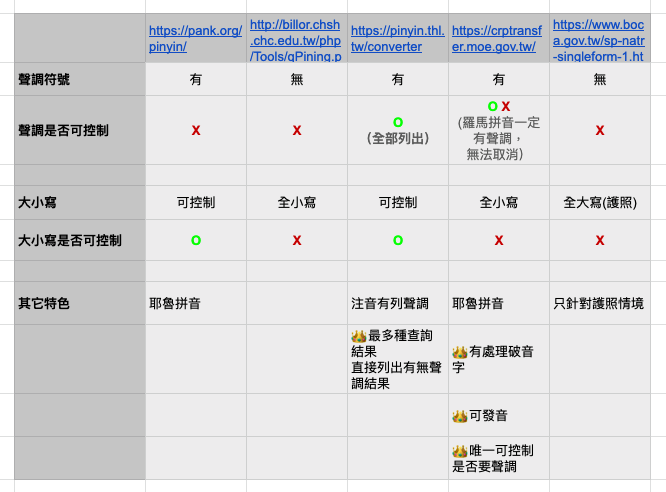 https://pank.org/
pinyin/
http://billor.chsh
.chc.edu.tw/php
/Tools/qPining.p
https://pinyin.thl.
tw/converter
https://crptransf
er.moe.gov.tw/
https://www.boc
a.gov.tw/sp-natr
-singleform-1.ht
聲調符號 有 無 有 有 無
聲調是否可控制 X X O
(全部列出)
O X
(羅馬拼音一定
有聲調，
無法取消)
X
大小寫 可控制 全小寫 可控制 全小寫 全大寫(護照)
大小寫是否可控制 O X O X X
其它特色 耶魯拼音 注音有列聲調 耶魯拼音 只針對護照情境
最多種查詢
結果
直接列出有無聲
調結果
有處理破音
字
可發音
唯一可控制
是否要聲調